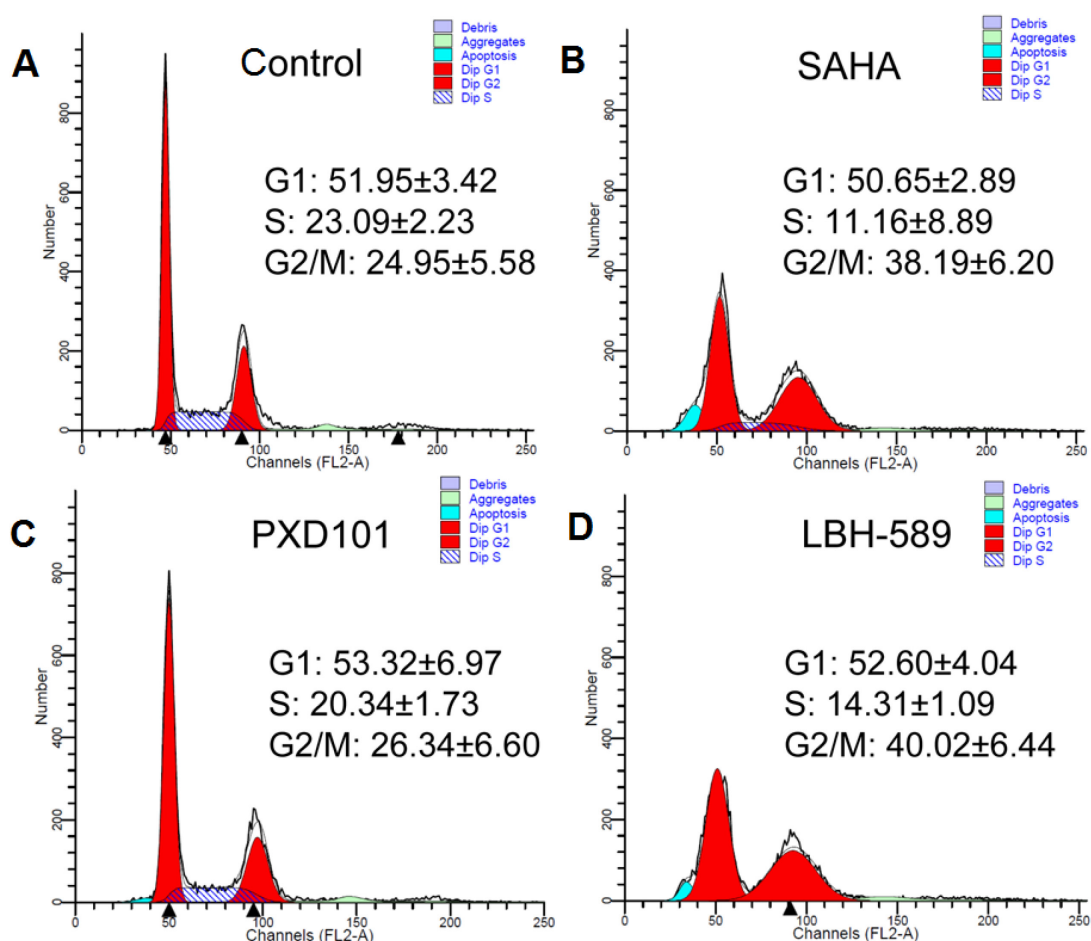 A
Control
Debris
Aggregates
Apoptosis
Dip G1
Dip G2
Dip S
G1: 51.95±3.42
S: 23.09±2.23
G2/M: 24.95±5.58
Number
0 200 400 600 800
0 50 100 150 200 250
Channels (FL2-A)
B
SAHA
Debris
Aggregates
Apoptosis
Dip G1
Dip G2
Dip S
G1: 50.65±2.89
S: 11.16±8.89
G2/M: 38.19±6.20
Number
0 200 400 600 800
0 50 100 150 200 250
Channels (FL2-A)
C
PXD101
Debris
Aggregates
Apoptosis
Dip G1
Dip G2
Dip S
G1: 53.32±6.97
S: 20.34±1.73
G2/M: 26.34±6.60
Number
0 200 400 600 800
0 50 100 150 200 250
Channels (FL2-A)
D
LBH-589
Debris
Aggregates
Apoptosis
Dip G1
Dip G2
Dip S
G1: 52.60±4.04
S: 14.31±1.09
G2/M: 40.02±6.44
Number
0 200 400 600 800
0 50 100 150 200 250
Channels (FL2-A)